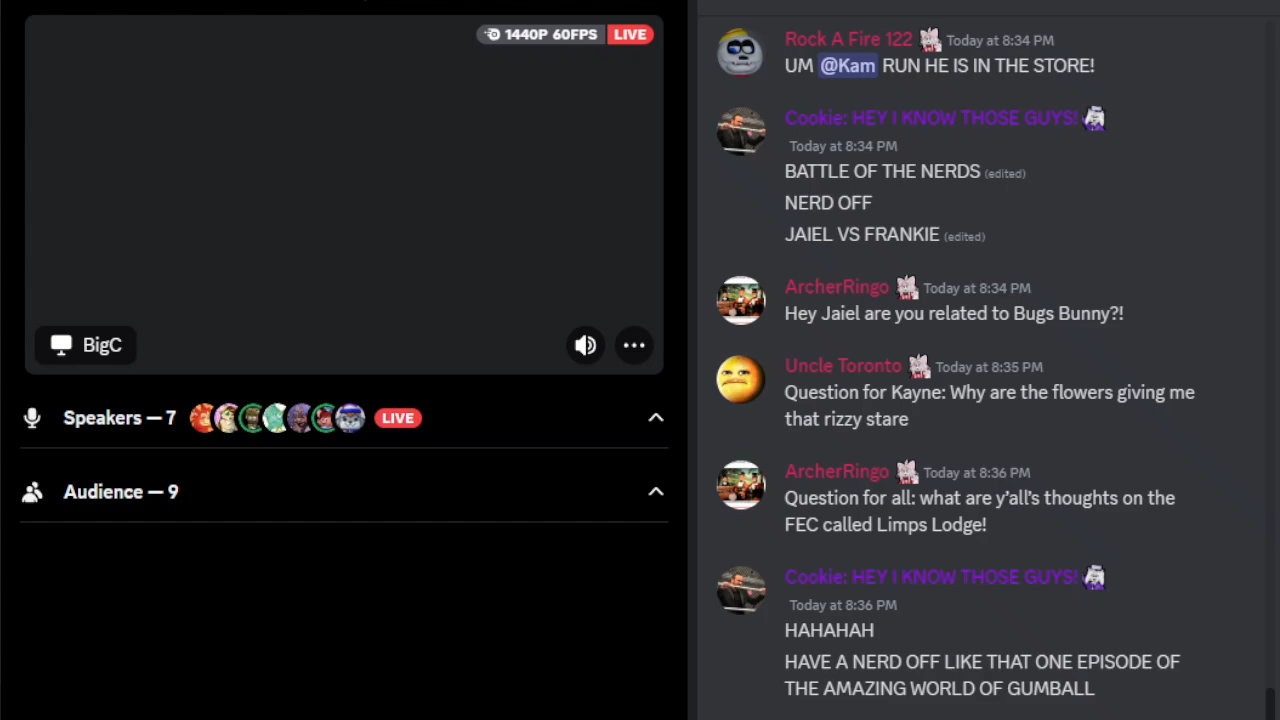 1440P 60FPS LIVE
BigC
Speakers — 7 LIVE
Audience — 9
Rock A Fire 122 Today at 8:34 PM
UM @Kam RUN HE IS IN THE STORE!
Cookie: HEY I KNOW THOSE GUYS!
Today at 8:34 PM
BATTLE OF THE NERDS (edited)
NERD OFF
JAIEL VS FRANKIE (edited)
ArcherRingo Today at 8:34 PM
Hey Jaiel are you related to Bugs Bunny?!
Uncle Toronto Today at 8:35 PM
Question for Kayne: Why are the flowers giving me
that rizzy stare
ArcherRingo Today at 8:36 PM
Question for all: what are y'all's thoughts on the
FEC called Limps Lodge!
Cookie: HEY I KNOW THOSE GUYS!
Today at 8:36 PM
HAHAHAH
HAVE A NERD OFF LIKE THAT ONE EPISODE OF
THE AMAZING WORLD OF GUMBALL